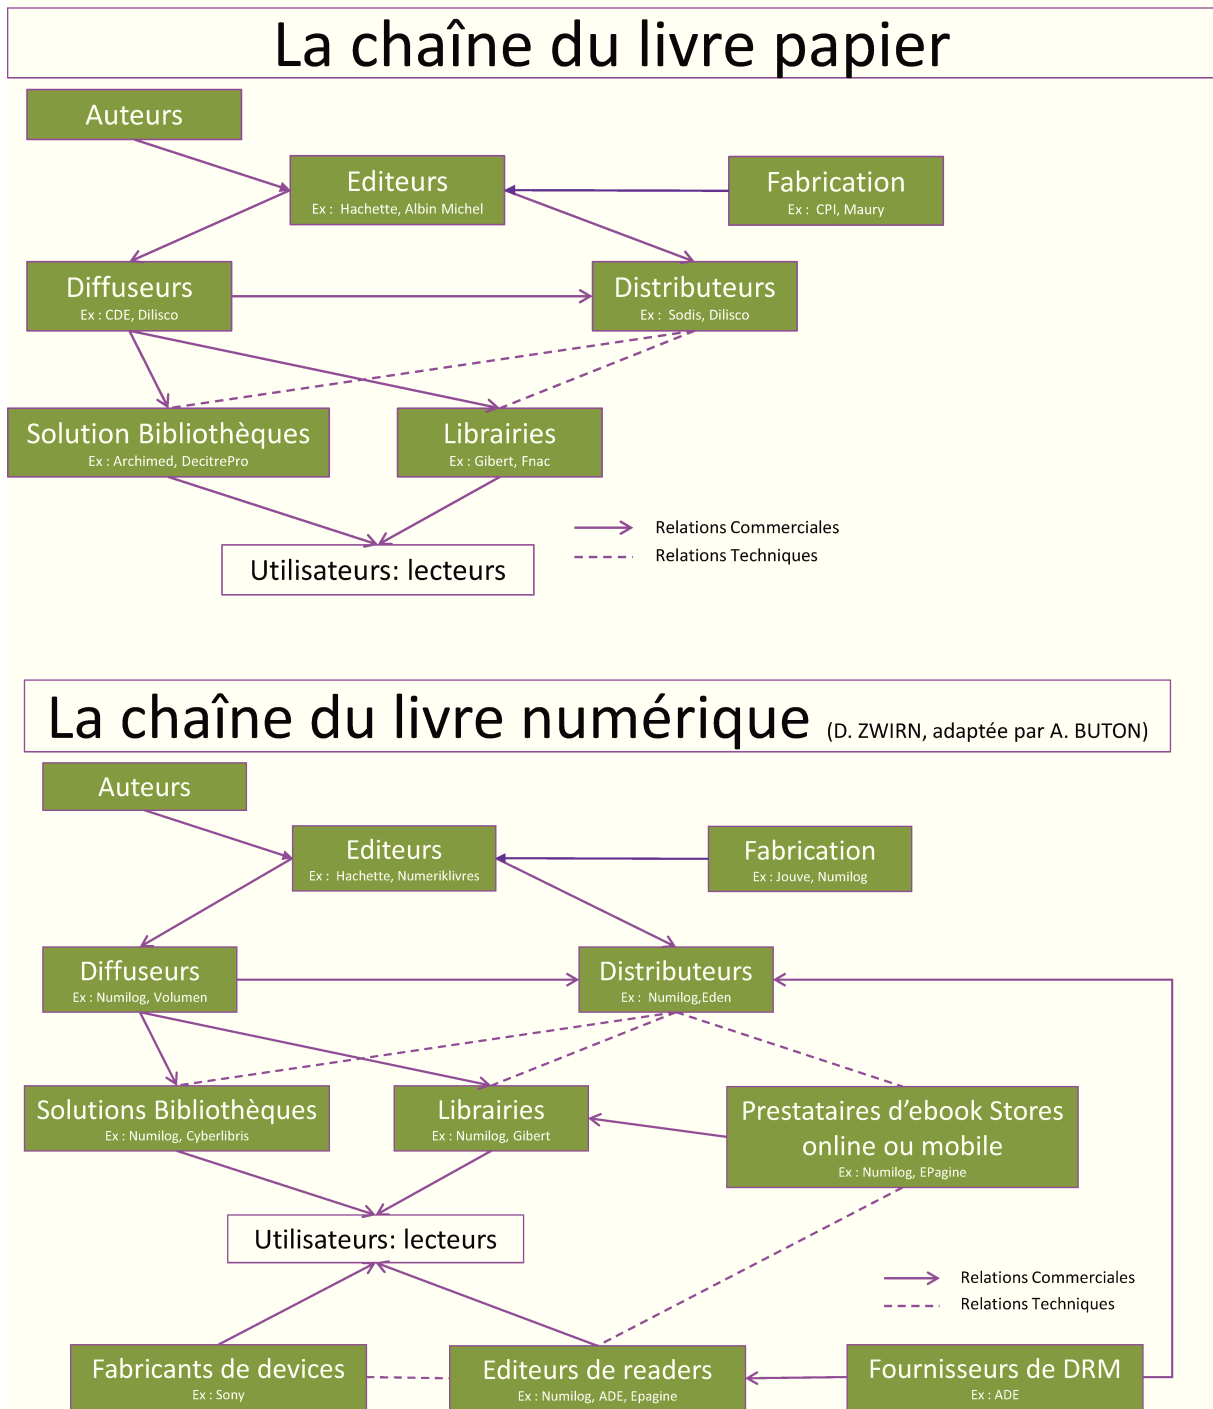 La chaîne du livre papier
Auteurs
Editeurs
Ex : Hachette, Albin Michel
Fabrication
Ex : CPI, Maury
Diffuseurs
Ex : CDE, Dilisco
Distributeurs
Ex : Sodis, Dilisco
Solution Bibliothèques
Ex : Archimed, DecitrePro
Librairies
Ex : Gibert, Fnac
Relations Commerciales
Relations Techniques
Utilisateurs: lecteurs
La chaîne du livre numérique (D. ZWIRN, adaptée par A. BUTON)
Auteurs
Editeurs
Ex : Hachette, Numeriklivres
Fabrication
Ex : Jouve, Numilog
Diffuseurs
Ex : Numilog, Volumen
Distributeurs
Ex : Numilog,Eden
Solutions Bibliothèques
Ex : Numilog, Cyberlibris
Librairies
Ex : Numilog, Gibert
Prestataires d’ebook Stores
online ou mobile
Ex : Numilog, EPagine
Utilisateurs: lecteurs
Relations Commerciales
Relations Techniques
Fabricants de devices
Ex : Sony
Editeurs de readers
Ex : Numilog, ADE, Epagine
Fournisseurs de DRM
Ex : ADE